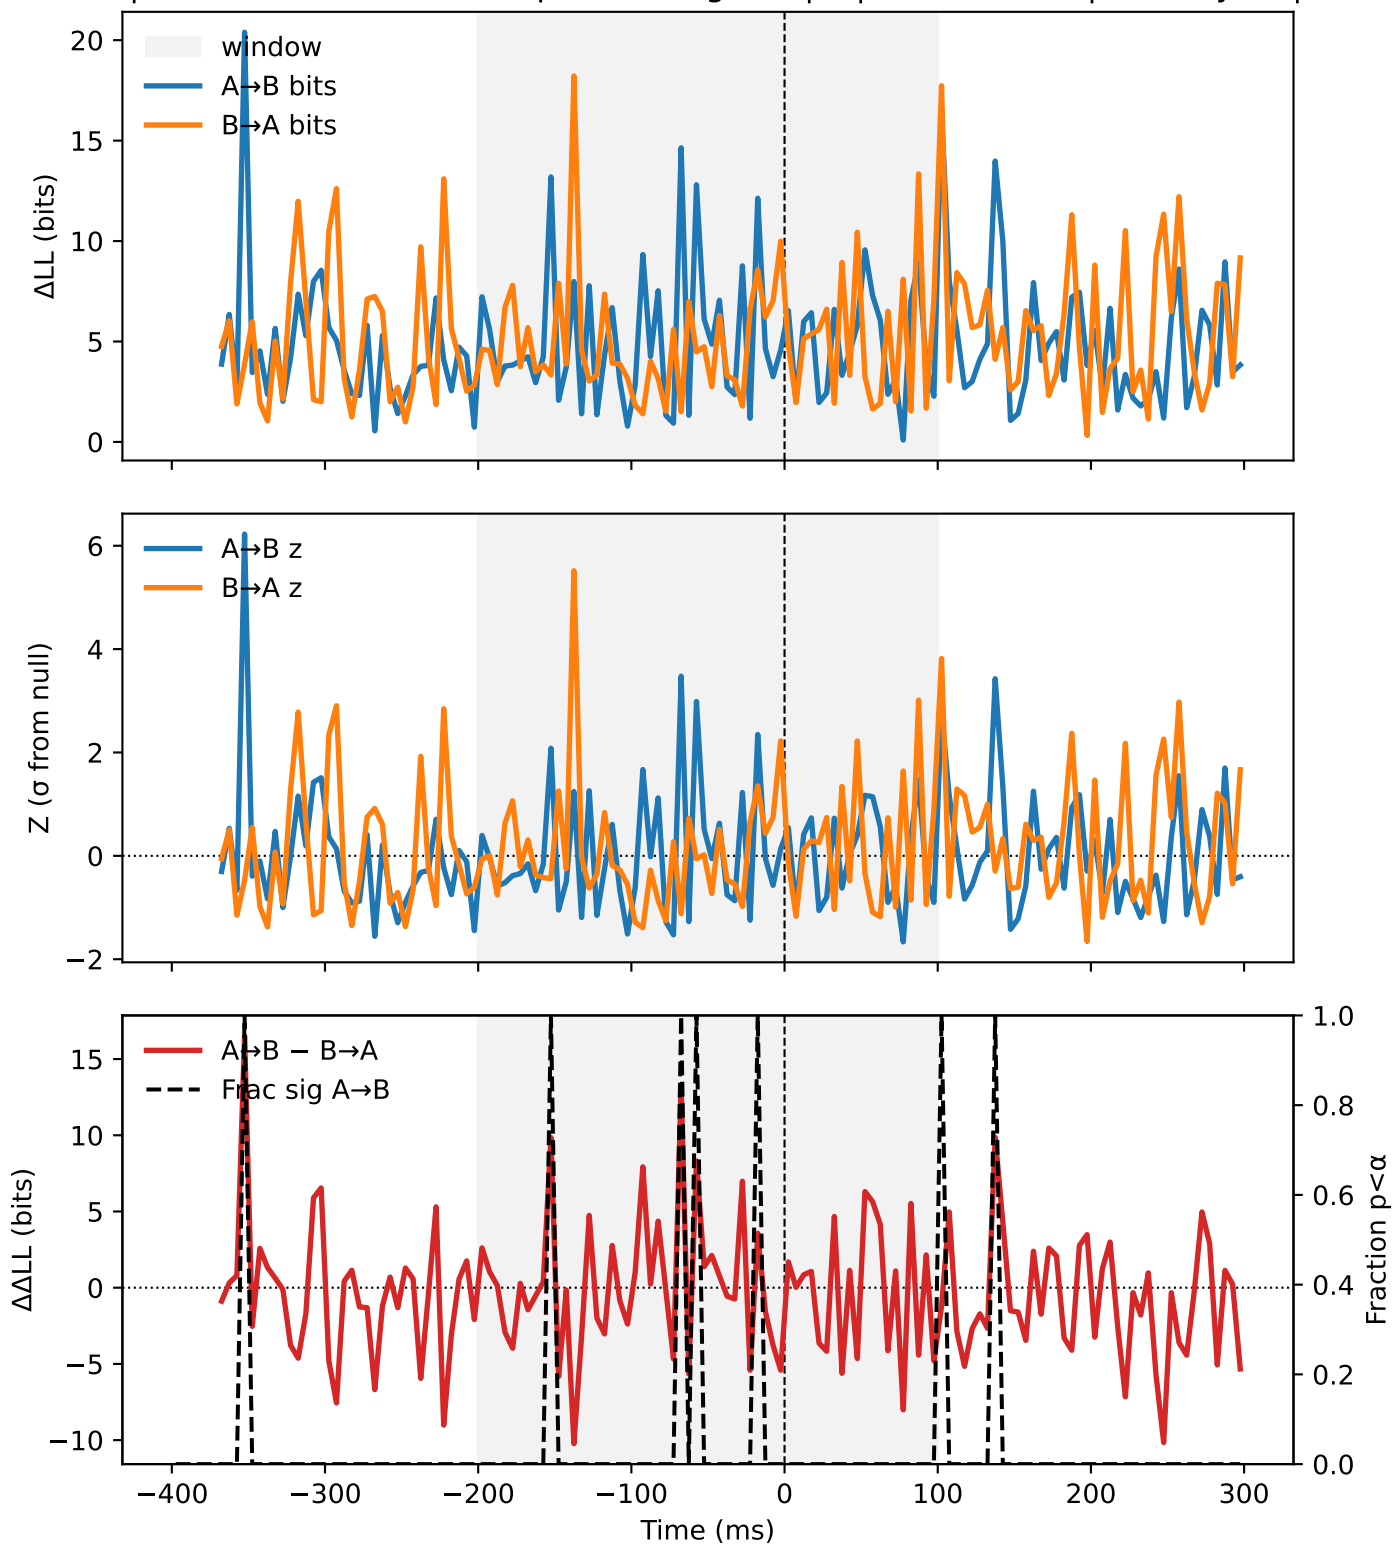 window
A→B bits
B→A bits
ΔLL (bits)
20
15
10
5
0
A→B z
B→A z
Z (σ from null)
6
4
2
0
−2
A→B − B→A
Frac sig A→B
ΔΔLL (bits)
15
10
5
0
−5
−10
1.0
0.8
0.6
0.4
0.2
0.0
Fraction p<α
−400 −300 −200 −100 0 100 200 300
Time (ms)